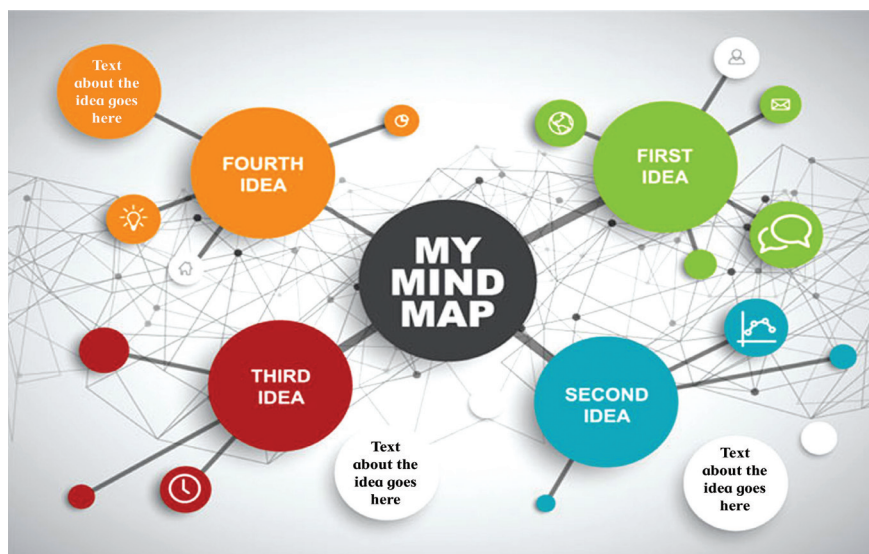 Text
about the
idea goes
here
FOURTH
IDEA
FIRST
IDEA
MY
MIND
MAP
THIRD
IDEA
SECOND
IDEA
Text
about the
idea goes
here
Text
about the
idea goes
here